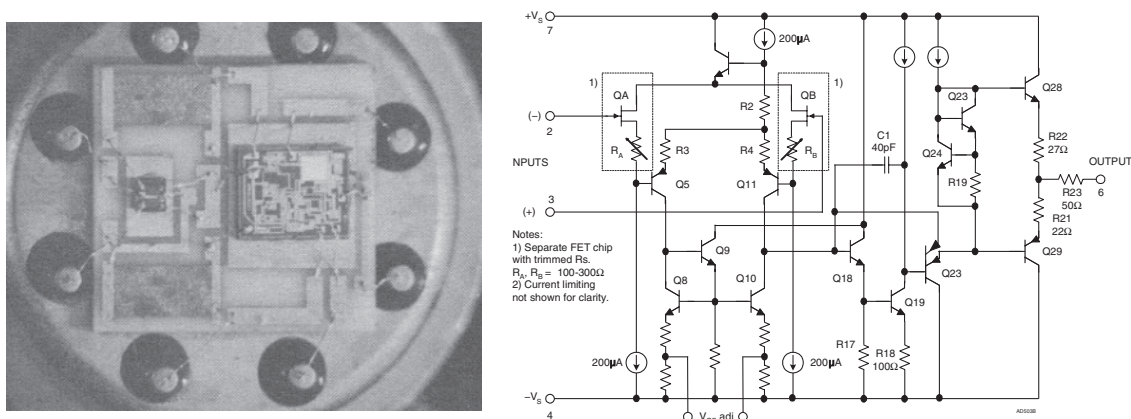 +Vs
7
200µA
1)
1)
QA
QB
Q28
Q23
(–)
2
R2
C1
40pF
R22
27Ω
RA
R3
R4
RB
Q24
OUTPUT
NPUTS
R19
R23
50Ω
6
Q5
Q11
3
(+)
R21
22Ω
Notes:
1) Separate FET chip
with trimmed Rs.
RA, RB = 100-300Ω
2) Current limiting
not shown for clarity.
Q9
Q18
Q23
Q29
Q8
Q10
Q19
200µA
200µA
R17
R18
100Ω
–Vs
4
adj
AD503B